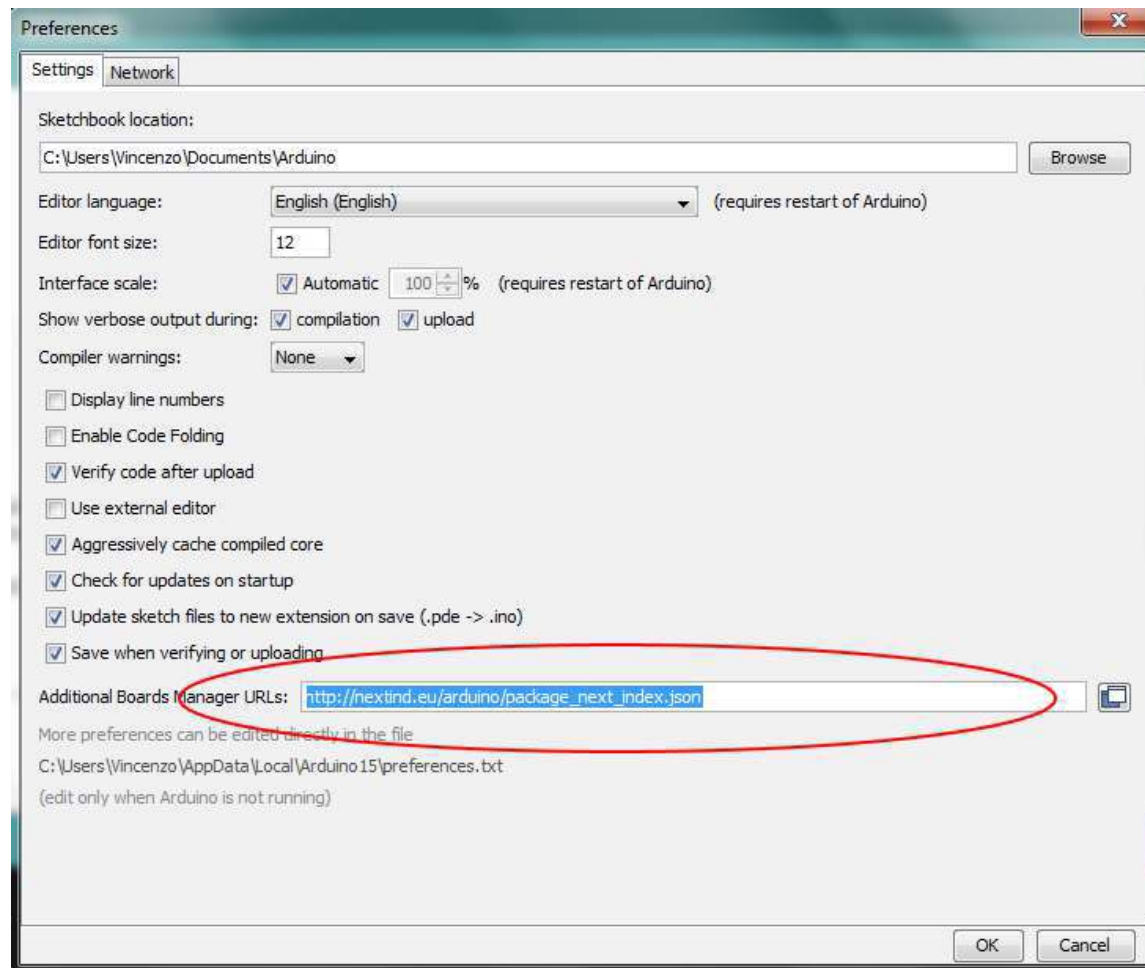 Preferences
Settings Network
Sketchbook location:
C:\Users\Vincenzo\Documents\Arduino Browse
Editor language: English (English) (requires restart of Arduino)
Editor font size: 12
Interface scale: Automatic 100 % (requires restart of Arduino)
Show verbose output during: compilation upload
Compiler warnings: None
Display line numbers
Enable Code Folding
Verify code after upload
Use external editor
Aggressively cache compiled core
Check for updates on startup
Update sketch files to new extension on save (.pde -> .ino)
Save when verifying or uploading
Additional Boards Manager URLs: http://nextind.eu/arduino/package_next_index.json
More preferences can be edited directly in the file
C:\Users\Vincenzo\AppData\Local\Arduino15\preferences.txt
(edit only when Arduino is not running)
OK Cancel